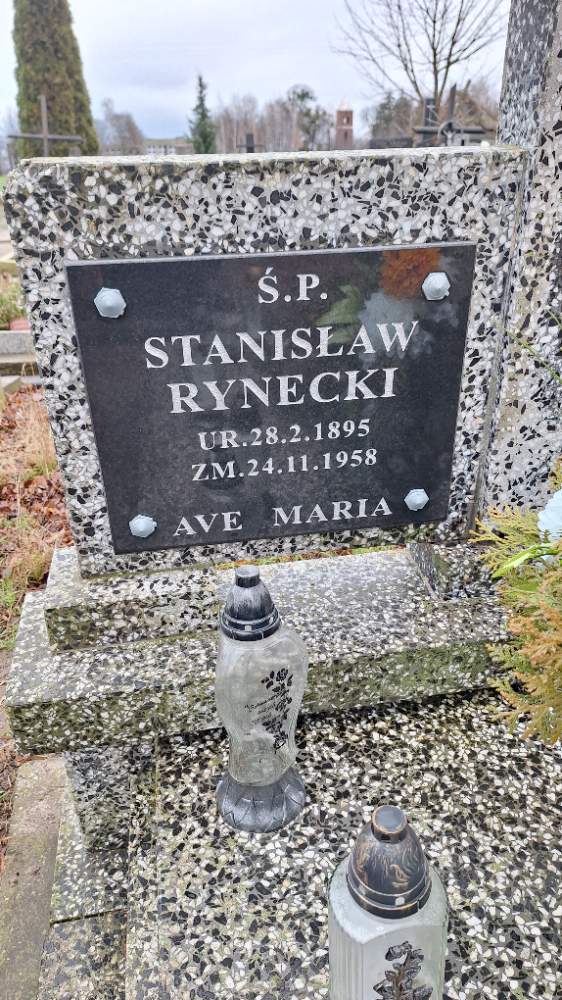 Ś.P.
STANISŁAW
RYNECKI
UR.28.2.1895
ZM.24.11.1958
AVE MARIA